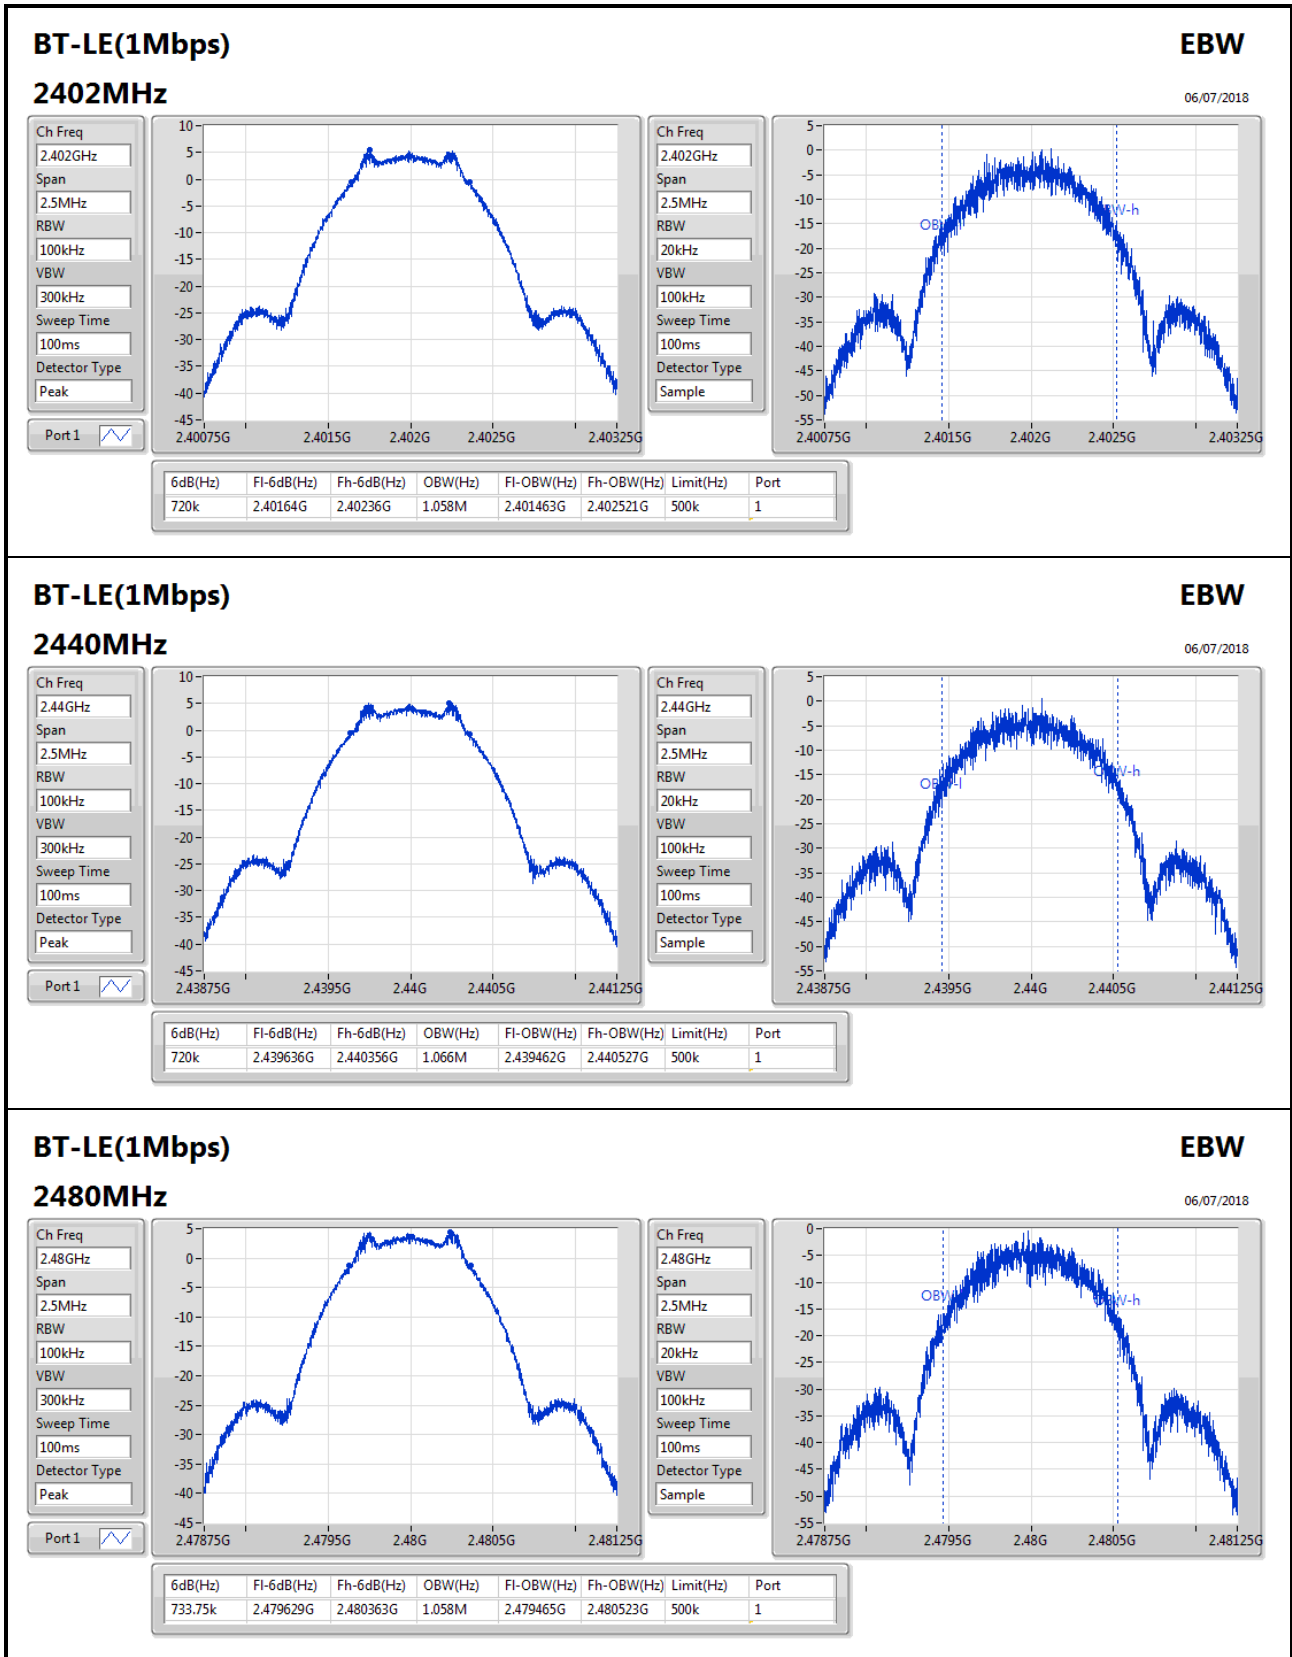 BT-LE(1Mbps)
EBW
2402MHz
06/07/2018
Ch Freq
2.402GHz
Span
2.5MHz
RBW
100kHz
VBW
300kHz
Sweep Time
100ms
Detector Type
Peak
Port 1
10
5
0
-5
-10
-15
-20
-25
-30
-35
-40
-45
2.40075G 2.4015G 2.402G 2.4025G 2.40325G
Ch Freq
2.402GHz
Span
2.5MHz
RBW
20kHz
VBW
100kHz
Sweep Time
100ms
Detector Type
Sample
5
0
-5
-10
-15
-20
-25
-30
-35
-40
-45
-50
-55
2.40075G 2.4015G 2.402G 2.4025G 2.40325G
6dB(Hz) Fl-6dB(Hz) Fh-6dB(Hz) OBW(Hz) Fl-OBW(Hz) Fh-OBW(Hz) Limit(Hz) Port
720k 2.40164G 2.40236G 1.058M 2.401463G 2.402521G 500k 1
BT-LE(1Mbps)
EBW
2440MHz
06/07/2018
Ch Freq
2.44GHz
Span
2.5MHz
RBW
100kHz
VBW
300kHz
Sweep Time
100ms
Detector Type
Peak
Port 1
10
5
0
-5
-10
-15
-20
-25
-30
-35
-40
-45
2.43875G 2.4395G 2.44G 2.4405G 2.44125G
Ch Freq
2.44GHz
Span
2.5MHz
RBW
20kHz
VBW
100kHz
Sweep Time
100ms
Detector Type
Sample
5
0
-5
-10
-15
-20
-25
-30
-35
-40
-45
-50
-55
2.43875G 2.4395G 2.44G 2.4405G 2.44125G
6dB(Hz) Fl-6dB(Hz) Fh-6dB(Hz) OBW(Hz) Fl-OBW(Hz) Fh-OBW(Hz) Limit(Hz) Port
720k 2.439636G 2.440356G 1.066M 2.439462G 2.440527G 500k 1
BT-LE(1Mbps)
EBW
2480MHz
06/07/2018
Ch Freq
2.48GHz
Span
2.5MHz
RBW
100kHz
VBW
300kHz
Sweep Time
100ms
Detector Type
Peak
Port 1
5
0
-5
-10
-15
-20
-25
-30
-35
-40
-45
2.47875G 2.4795G 2.48G 2.4805G 2.48125G
Ch Freq
2.48GHz
Span
2.5MHz
RBW
20kHz
VBW
100kHz
Sweep Time
100ms
Detector Type
Sample
0
-5
-10
-15
-20
-25
-30
-35
-40
-45
-50
-55
2.47875G 2.4795G 2.48G 2.4805G 2.48125G
6dB(Hz) Fl-6dB(Hz) Fh-6dB(Hz) OBW(Hz) Fl-OBW(Hz) Fh-OBW(Hz) Limit(Hz) Port
733.75k 2.479629G 2.480363G 1.058M 2.479465G 2.480523G 500k 1